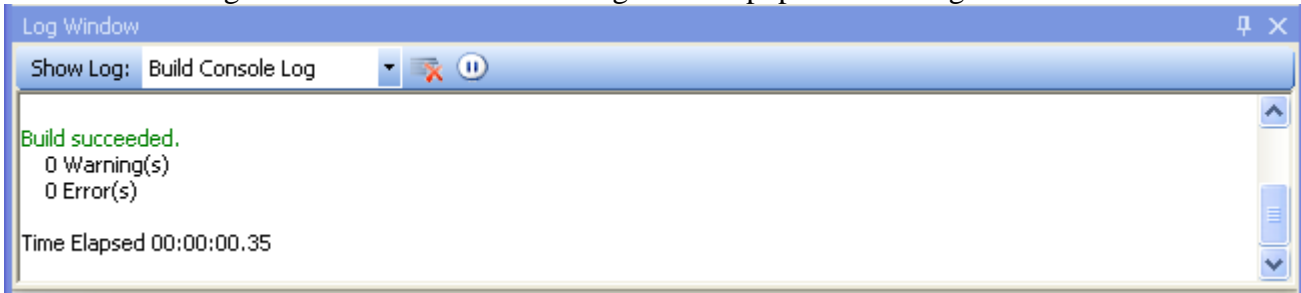 Log Window
Show Log: Build Console Log
Build succeeded.
0 Warning(s)
0 Error(s)
Time Elapsed 00:00:00.35